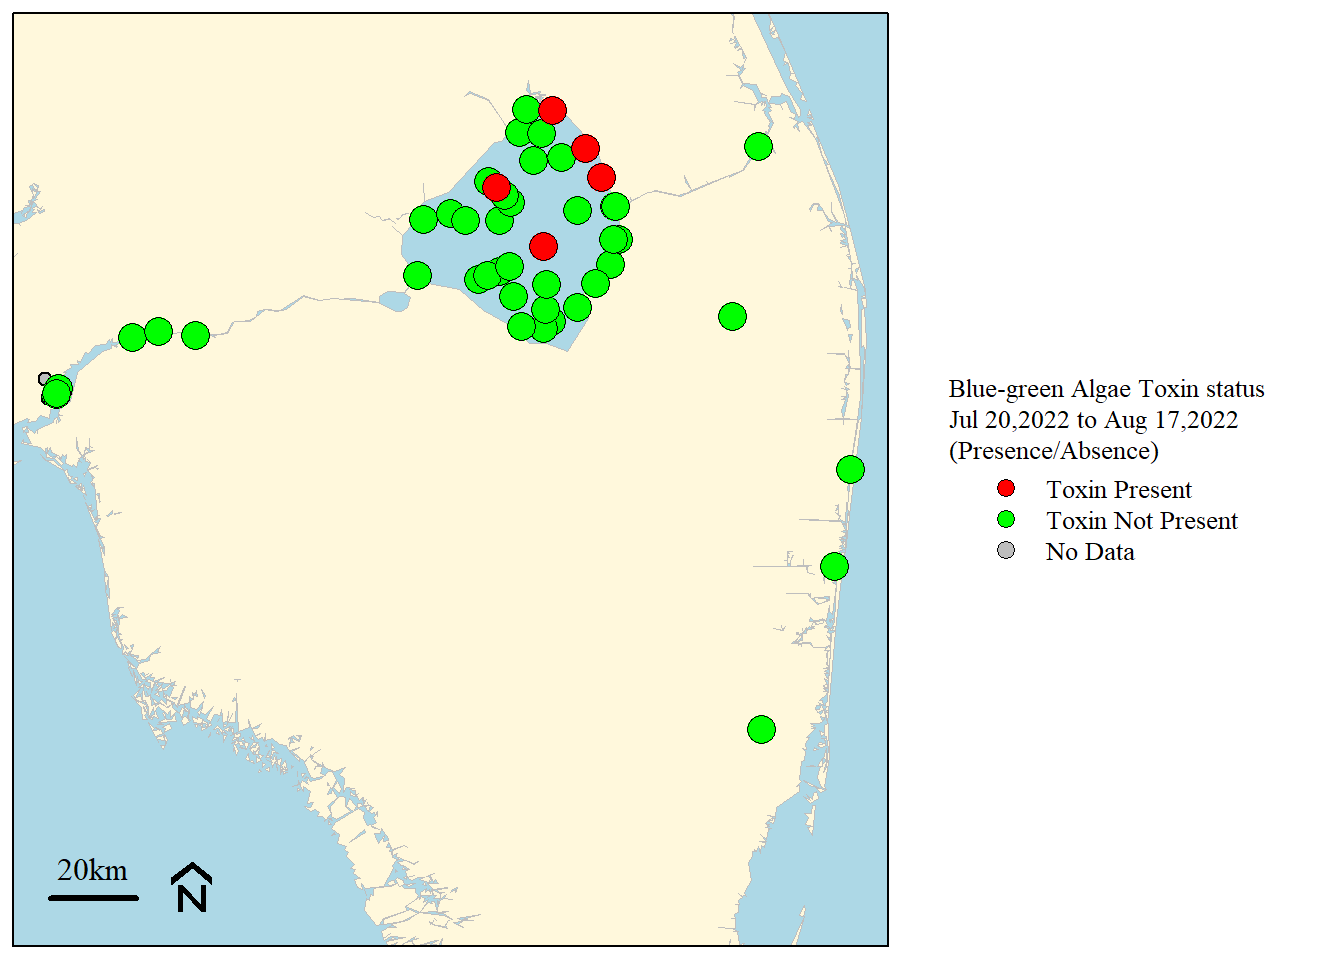 Blue-green Algae Toxin status
Jul 20,2022 to Aug 17,2022
(Presence/Absence)
Toxin Present
Toxin Not Present
No Data
20km
N